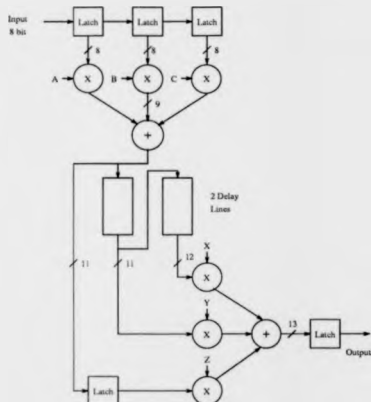 Input
8 bit
Latch
Latch
Latch
8
8
8
A
X
B
X
C
X
9
+
2 Delay
Lines
11
11
12
X
X
Y
X
+
13
Latch
Output
Z
Latch
X